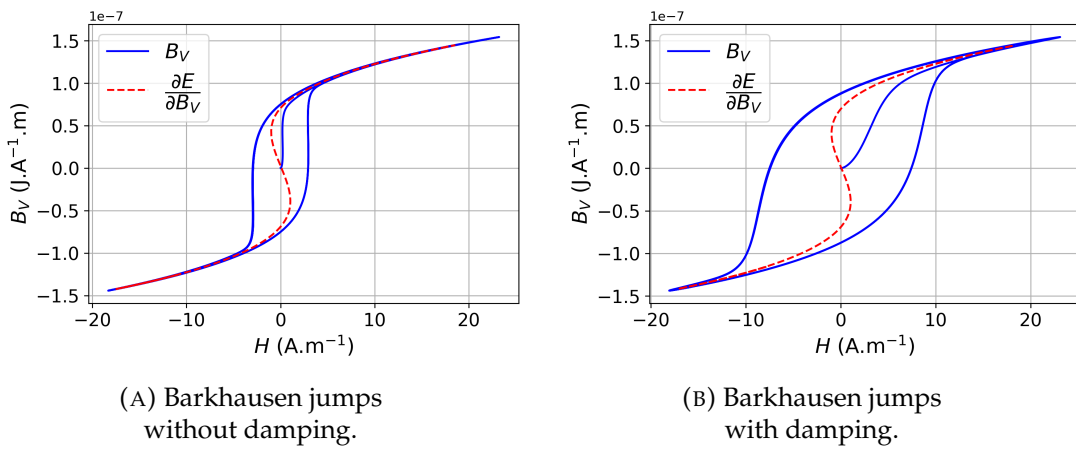 1e−7
1.5
1.0
0.5
0.0
−0.5
−1.0
−1.5
B_V (J.A⁻¹.m)
B_V
∂E
∂B_V
−20
−10
0
10
20
H (A.m⁻¹)
(A) Barkhausen jumps
without damping.
1e−7
1.5
1.0
0.5
0.0
−0.5
−1.0
−1.5
B_V (J.A⁻¹.m)
B_V
∂E
∂B_V
−20
−10
0
10
20
H (A.m⁻¹)
(B) Barkhausen jumps
with damping.